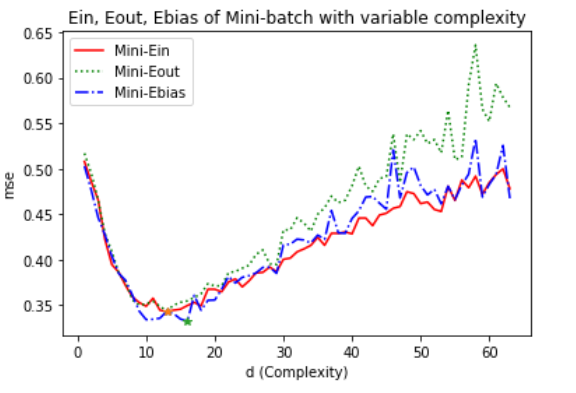 Ein, Eout, Ebias of Mini-batch with variable complexity
0.65
0.60
0.55
0.50
0.45
0.40
0.35
mse
Mini-Ein
Mini-Eout
Mini-Ebias
0 10 20 30 40 50 60
d (Complexity)